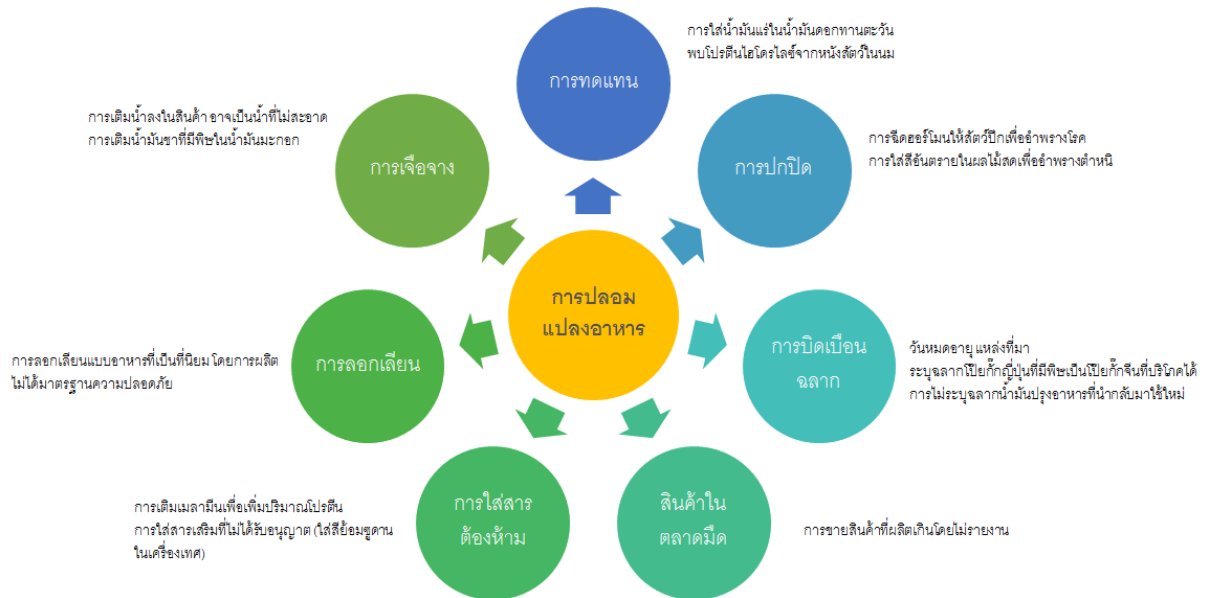 การปลอม
แปลงอาหาร
การทดแทน
การใส่น้ำมันแร่ในน้ำมันดอกทานตะวัน
พบโปรตีนไฮโดรไลซ์จากหนังสัตว์ในนม
การปกปิด
การฉีดฮอร์โมนให้สัตว์ปีกเพื่ออำพรางโรค
การใส่สีอันตรายในผลไม้สดเพื่ออำพรางตำหนิ
การบิดเบือน
ฉลาก
วันหมดอายุ แหล่งที่มา
ระบุฉลากโป๊ยกั๊กญี่ปุ่นที่มีพิษเป็นโป๊ยกั๊กจีนที่บริโภคได้
การไม่ระบุฉลากน้ำมันปรุงอาหารที่นำกลับมาใช้ใหม่
สินค้าใน
ตลาดมืด
การขายสินค้าที่ผลิตเกินโดยไม่รายงาน
การใส่สาร
ต้องห้าม
การเติมเมลามีนเพื่อเพิ่มปริมาณโปรตีน
การใส่สารเสริมที่ไม่ได้รับอนุญาต (ใส่สีย้อมซูดาน
ในเครื่องเทศ)
การลอกเลียน
การลอกเลียนแบบอาหารที่เป็นที่นิยม โดยการผลิต
ไม่ได้มาตรฐานความปลอดภัย
การเจือจาง
การเติมน้ำลงในสินค้า อาจเป็นน้ำที่ไม่สะอาด
การเติมน้ำมันชาที่มีพิษในน้ำมันมะกอก